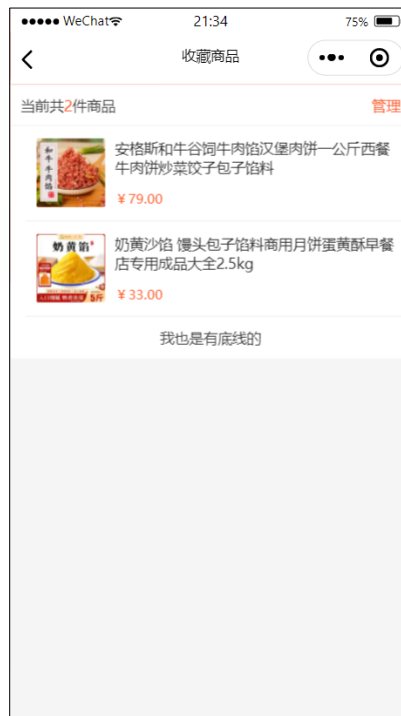 ●●●●● WeChat 21:34 75%
收藏商品
当前共2件商品 管理
和牛牛肉馅
安格斯和牛谷饲牛肉馅汉堡肉饼一公斤西餐
牛肉饼炒菜饺子包子馅料
￥79.00
奶黄馅
5斤
奶黄沙馅 馒头包子馅料商用月饼蛋黄酥早餐
店专用成品大全2.5kg
￥33.00
我也是有底线的